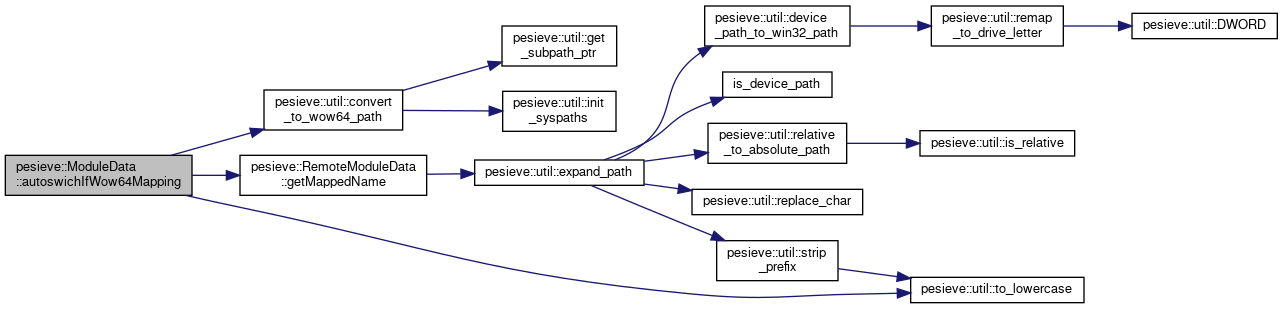 pesieve::ModuleData
::autoswichIfWow64Mapping
pesieve::util::convert
_to_wow64_path
pesieve::util::get
_subpath_ptr
pesieve::util::init
_syspaths
pesieve::RemoteModuleData
::getMappedName
pesieve::util::expand_path
pesieve::util::device
_path_to_win32_path
pesieve::util::remap
_to_drive_letter
pesieve::util::DWORD
is_device_path
pesieve::util::relative
_to_absolute_path
pesieve::util::is_relative
pesieve::util::replace_char
pesieve::util::strip
_prefix
pesieve::util::to_lowercase